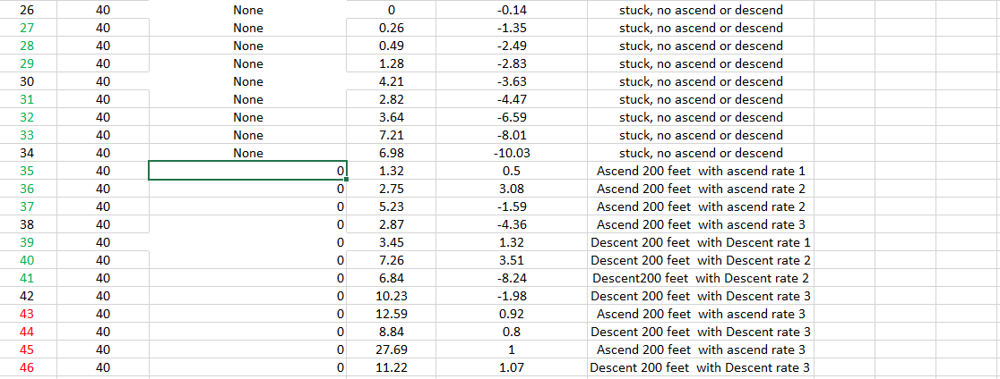 26 40 None 0 -0.14 stuck, no ascend or descend
27 40 None 0.26 -1.35 stuck, no ascend or descend
28 40 None 0.49 -2.49 stuck, no ascend or descend
29 40 None 1.28 -2.83 stuck, no ascend or descend
30 40 None 4.21 -3.63 stuck, no ascend or descend
31 40 None 2.82 -4.47 stuck, no ascend or descend
32 40 None 3.64 -6.59 stuck, no ascend or descend
33 40 None 7.21 -8.01 stuck, no ascend or descend
34 40 None 6.98 -10.03 stuck, no ascend or descend
35 40 0 1.32 0.5 Ascend 200 feet  with ascend rate 1
36 40 0 2.75 3.08 Ascend 200 feet  with ascend rate 2
37 40 0 5.23 -1.59 Ascend 200 feet  with ascend rate 2
38 40 0 2.87 -4.36 Ascend 200 feet  with ascend rate 3
39 40 0 3.45 1.32 Descent 200 feet  with Descent rate 1
40 40 0 7.26 3.51 Descent 200 feet  with Descent rate 2
41 40 0 6.84 -8.24 Descent200 feet  with Descent rate 2
42 40 0 10.23 -1.98 Descent 200 feet  with Descent rate 3
43 40 0 12.59 0.92 Ascend 200 feet  with ascend rate 3
44 40 0 8.84 0.8 Descent 200 feet  with Descent rate 3
45 40 0 27.69 1 Ascend 200 feet  with ascend rate 3
46 40 0 11.22 1.07 Descent 200 feet  with Descent rate 3